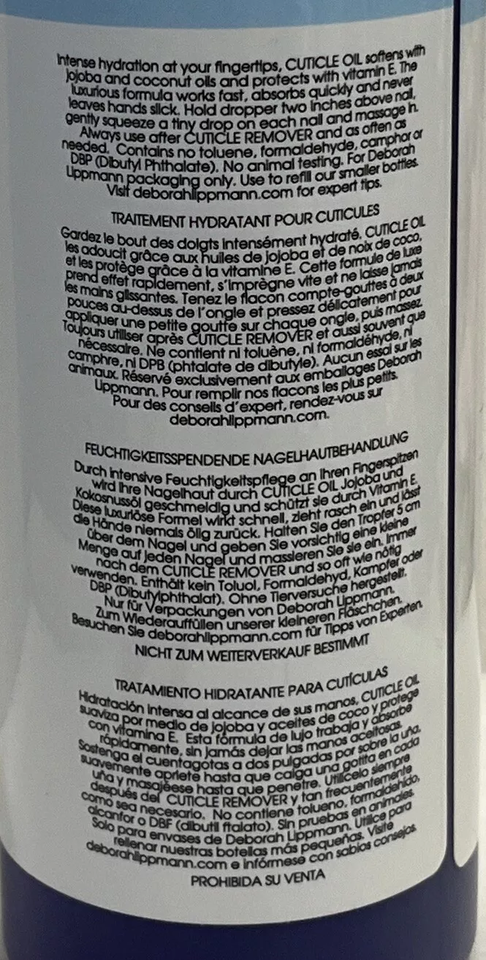 Intense hydration at your fingertips, CUTICLE OIL softens with
jojoba and coconut oils and protects with vitamin E. The
luxurious formula works fast, absorbs quickly and never
leaves hands slick. Hold dropper two inches above nail,
gently squeeze a tiny drop on each nail and massage in.
Always use after CUTICLE REMOVER and as often as
needed. Contains no toluene, formaldehyde, camphor or
DBP (Dibutyl Phthalate). No animal testing. For Deborah
Lippmann packaging only. Use to refill our smaller bottles.
Visit deborahlippmann.com for expert tips.
TRAITEMENT HYDRATANT POUR CUTICULES
Gardez le bout des doigts intensément hydraté, CUTICLE OIL
les adoucit grâce aux huiles de jojoba et de noix de coco,
et les protège grâce à la vitamine E. Cette formule de luxe
prend effet rapidement, s'imprègne vite et ne laisse jamais
les mains glissantes. Tenez le flacon compte-gouttes à deux
pouces au-dessus de l'ongle et pressez délicatement pour
appliquer une petite goutte sur chaque ongle, puis massez.
Toujours utiliser après CUTICLE REMOVER et aussi souvent que
nécessaire. Ne contient ni toluène, ni formaldéhyde, ni
camphre, ni DPB (phtalate de dibutyle). Aucun essai sur les
animaux. Réservé exclusivement aux emballages Deborah
Lippmann. Pour remplir nos flacons les plus petits.
Pour des conseils d'expert, rendez-vous sur
deborahlippmann.com.
FEUCHTIGKEITSSPENDENDE NAGELHAUTBEHANDLUNG
Durch intensive Feuchtigkeitspflege an Ihren Fingerspitzen
wird Ihre Nagelhaut durch CUTICLE OIL Jojoba und
Kokosnussöl geschmeidig und schützt sie durch Vitamin E.
Diese luxuriöse Formel wirkt schnell, zieht rasch ein und lässt
die Hände niemals ölig zurück. Halten Sie den Tropfer 5 cm
über dem Nagel und geben Sie vorsichtig eine kleine
Menge auf jeden Nagel und massieren Sie sie ein. Immer
nach dem CUTICLE REMOVER und so oft wie nötig
verwenden. Enthält kein Toluol, Formaldehyd, Kampfer oder
DBP (Dibutylphthalat). Ohne Tierversuche hergestellt.
Nur für Verpackungen von Deborah Lippmann.
Zum Wiederauffüllen unserer kleineren Fläschchen.
Besuchen Sie deborahlippmann.com für Tipps von Experten.
NICHT ZUM WEITERVERKAUF BESTIMMT
TRATAMIENTO HIDRATANTE PARA CUTÍCULAS
Hidratación intensa al alcance de sus manos, CUTICLE OIL
suaviza por medio de jojoba y aceites de coco y protege
con vitamina E. Esta fórmula de lujo trabaja y absorbe
rápidamente, sin jamás dejar las manos aceitosas.
Sostenga el cuentagotas a dos pulgadas por sobre la uña,
suavemente apriete hasta que caiga una gotita en cada
uña y masajéese hasta que penetre. Utilícelo siempre
después del CUTICLE REMOVER y tan frecuentemente
como sea necesario. No contiene tolueno, formaldehido,
alcanfor o DBF (dibutil ftalato). Sin pruebas en animales.
Solo para envases de Deborah Lippmann. Utilice para
rellenar nuestras botellas más pequeñas. Visite
deborahlippmann.com e infórmese con sabios consejos.
PROHIBIDA SU VENTA